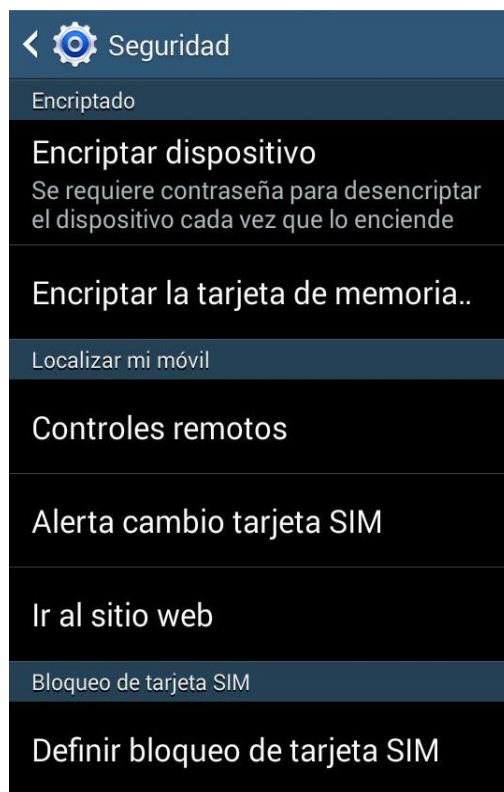 Seguridad
Encriptado
Encriptar dispositivo
Se requiere contraseña para desencriptar
el dispositivo cada vez que lo enciende
Encriptar la tarjeta de memoria..
Localizar mi móvil
Controles remotos
Alerta cambio tarjeta SIM
Ir al sitio web
Bloqueo de tarjeta SIM
Definir bloqueo de tarjeta SIM